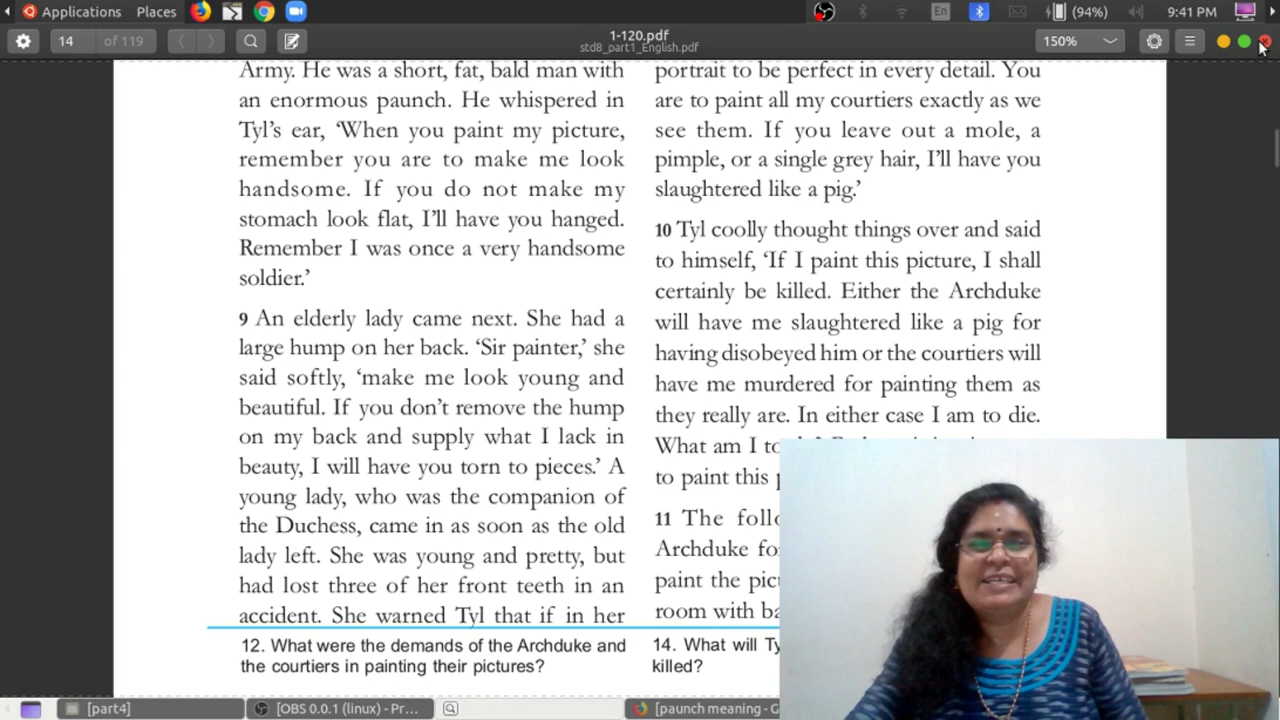 Applications Places En (94%) 9:41 PM
14 of 119 1-120.pdf 150%
std8_part1_English.pdf
Army. He was a short, fat, bald man with
an enormous paunch. He whispered in
Tyl’s ear, ‘When you paint my picture,
remember you are to make me look
handsome. If you do not make my
stomach look flat, I’ll have you hanged.
Remember I was once a very handsome
soldier.’
9 An elderly lady came next. She had a
large hump on her back. ‘Sir painter,’ she
said softly, ‘make me look young and
beautiful. If you don’t remove the hump
on my back and supply what I lack in
beauty, I will have you torn to pieces.’ A
young lady, who was the companion of
the Duchess, came in as soon as the old
lady left. She was young and pretty, but
had lost three of her front teeth in an
accident. She warned Tyl that if in her
12. What were the demands of the Archduke and
the courtiers in painting their pictures?
portrait to be perfect in every detail. You
are to paint all my courtiers exactly as we
see them. If you leave out a mole, a
pimple, or a single grey hair, I’ll have you
slaughtered like a pig.’
10 Tyl coolly thought things over and said
to himself, ‘If I paint this picture, I shall
certainly be killed. Either the Archduke
will have me slaughtered like a pig for
having disobeyed him or the courtiers will
have me murdered for painting them as
they really are. In either case I am to die.
What am I to
to paint this
11 The
Archduke
paint the
room with
14. What will
killed?
[part4] [OBS 0.0.1 (linux) - Pr... [paunch meaning - G